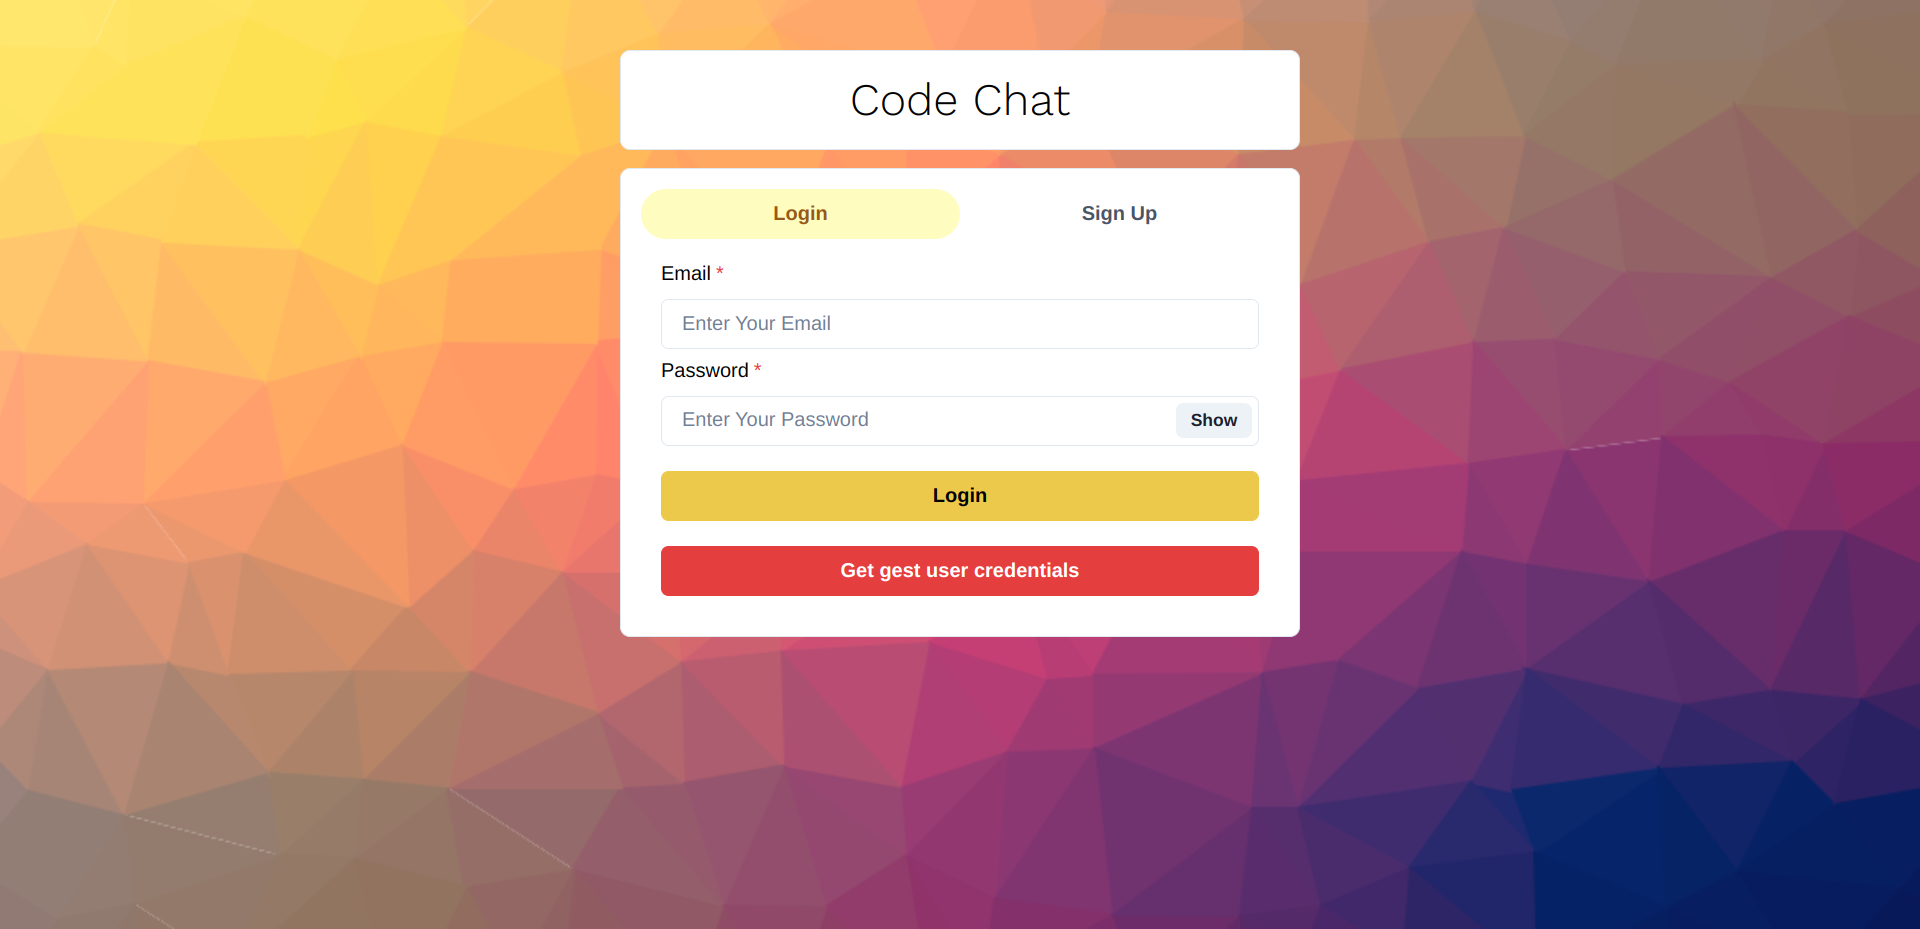 Code Chat
Login Sign Up
Email *
Enter Your Email
Password *
Enter Your Password Show
Login
Get gest user credentials